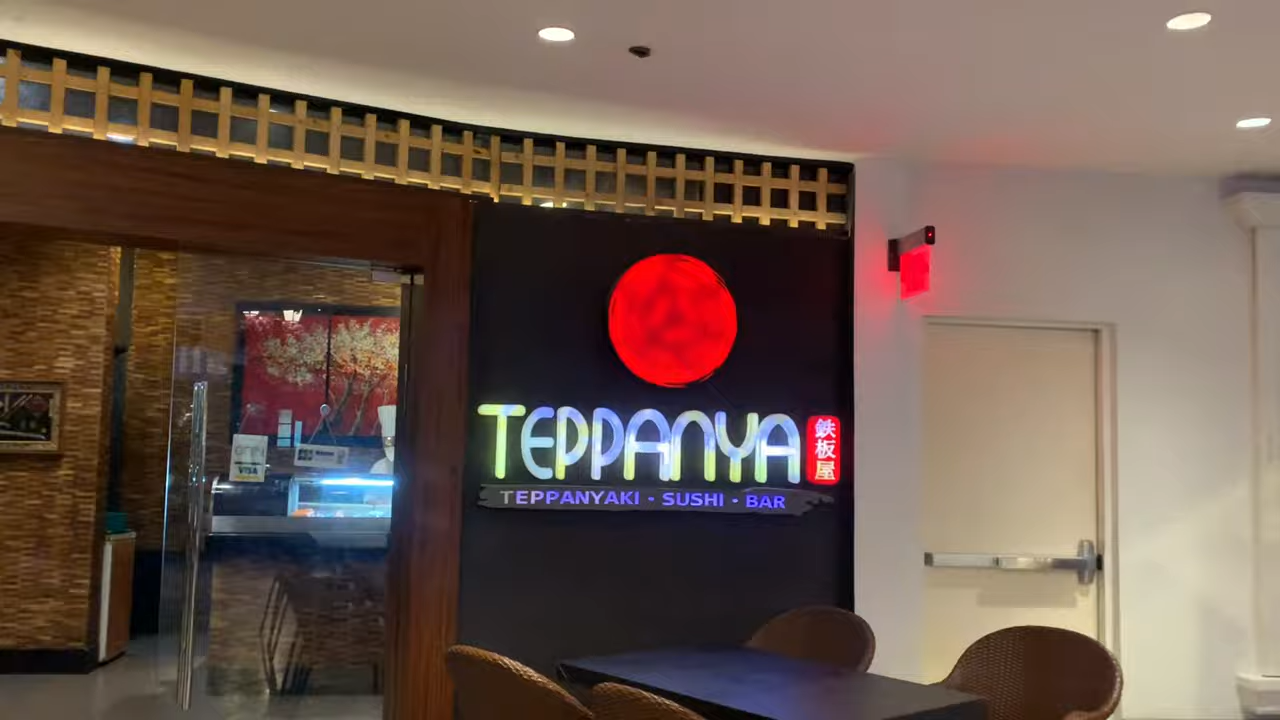 TEPPANYA
鉄板屋
TEPPANYAKI • SUSHI • BAR
VISA